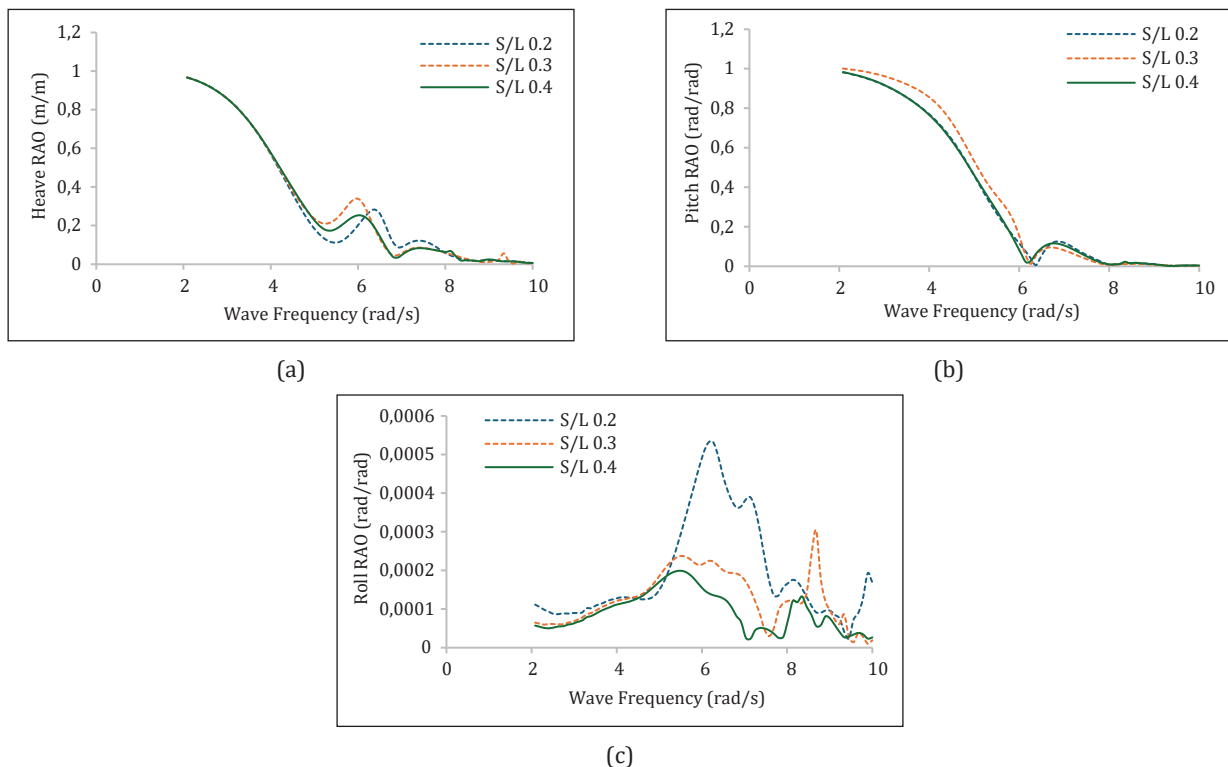 1,2
1
0,8
0,6
0,4
0,2
0
Heave RAO (m/m)
S/L 0.2
S/L 0.3
S/L 0.4
0 2 4 6 8 10
Wave Frequency (rad/s)
(a)
1,2
1
0,8
0,6
0,4
0,2
0
Pitch RAO (rad/rad)
S/L 0.2
S/L 0.3
S/L 0.4
0 2 4 6 8 10
Wave Frequency (rad/s)
(b)
0,0006
0,0005
0,0004
0,0003
0,0002
0,0001
0
Roll RAO (rad/rad)
S/L 0.2
S/L 0.3
S/L 0.4
0 2 4 6 8 10
Wave Frequency (rad/s)
(c)